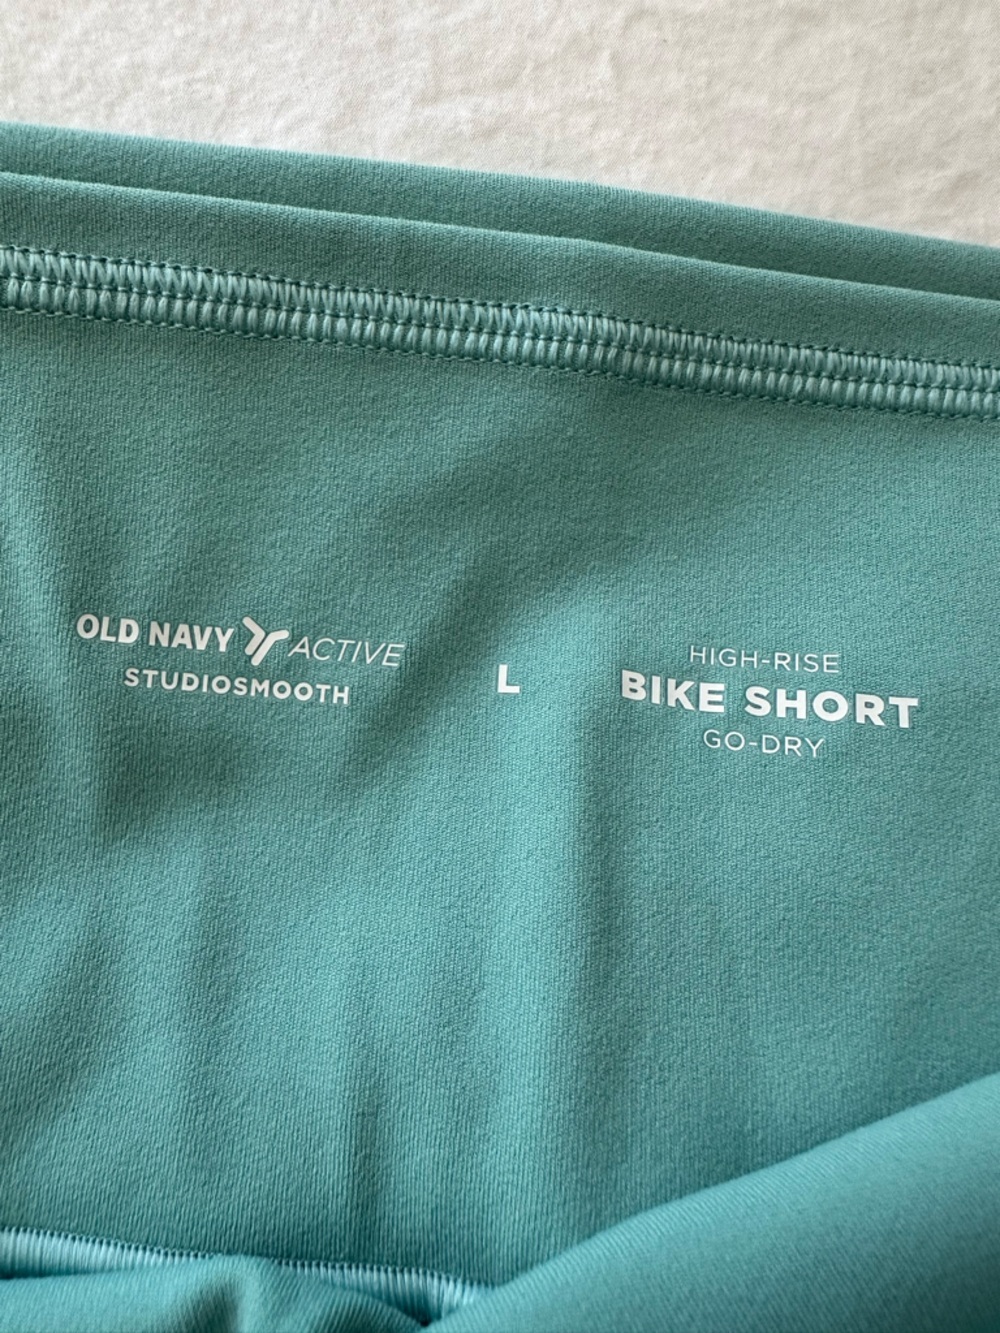 OLD NAVY ACTIVE
STUDIOSMOOTH
L
HIGH-RISE
BIKE SHORT
GO-DRY